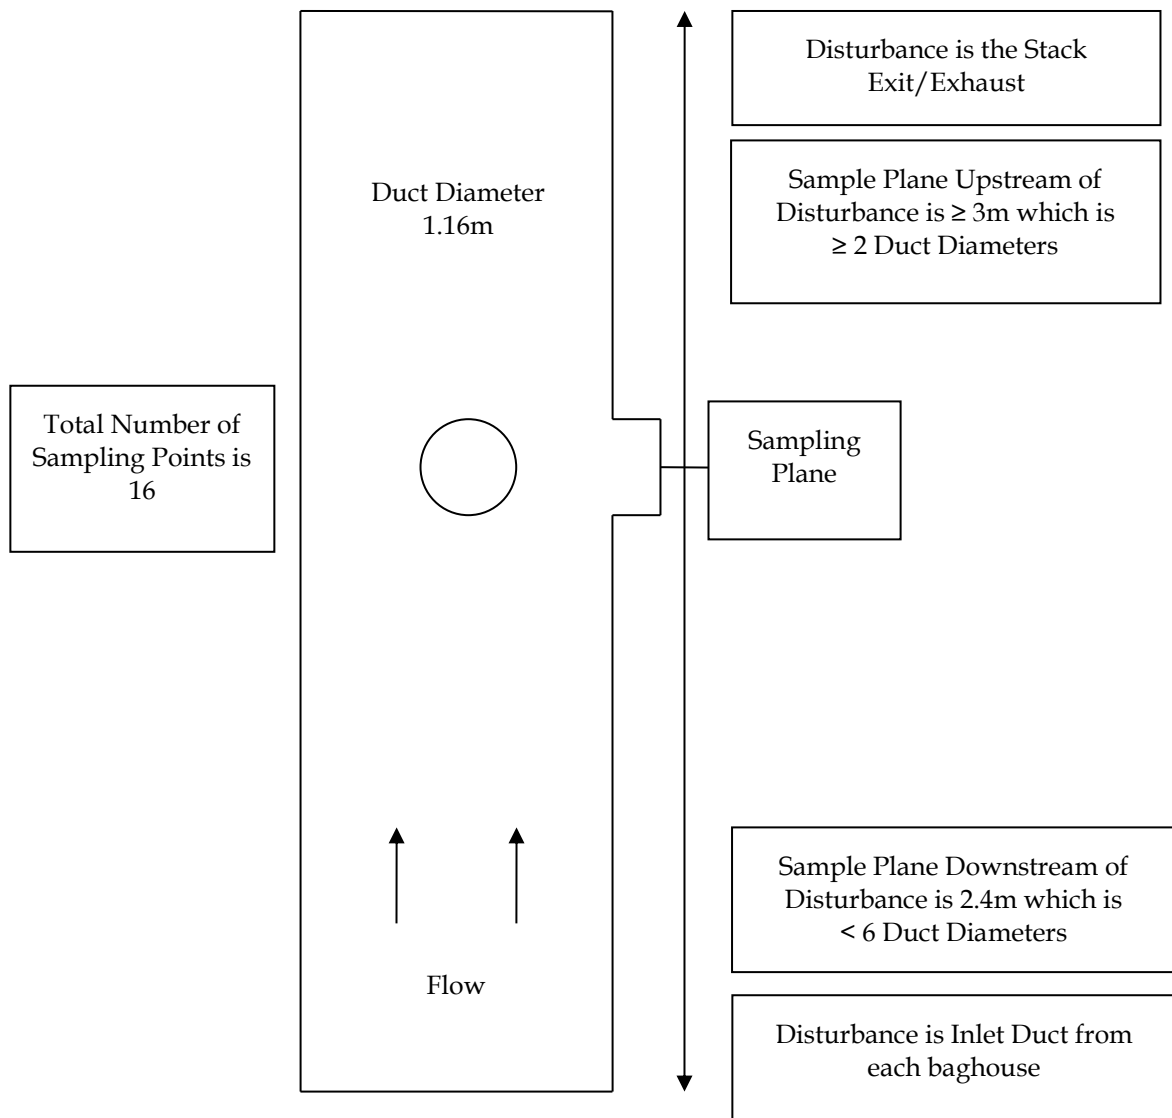 Disturbance is the Stack
Exit/Exhaust
Duct Diameter
1.16m
Sample Plane Upstream of
Disturbance is ≥ 3m which is
≥ 2 Duct Diameters
Total Number of
Sampling Points is
16
Sampling
Plane
Sample Plane Downstream of
Disturbance is 2.4m which is
< 6 Duct Diameters
Flow
Disturbance is Inlet Duct from
each baghouse